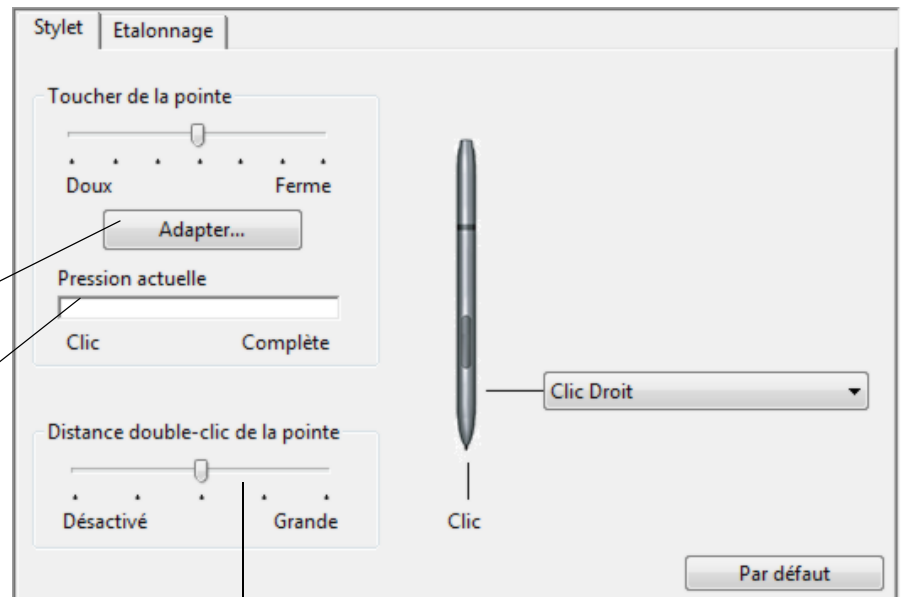 Stylet
Etalonnage
Toucher de la pointe
Doux
Ferme
Adapter...
Pression actuelle
Clic
Complète
Clic Droit
Distance double-clic de la pointe
Désactivé
Grande
Clic
Par défaut